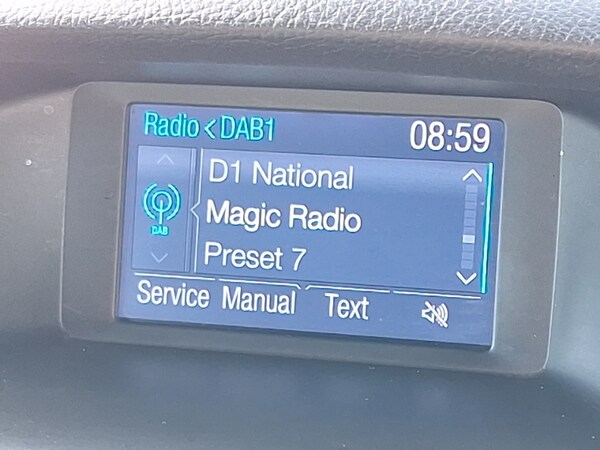 Radio < DAB1 08:59
D1 National
Magic Radio
DAB
Preset 7
Service Manual Text